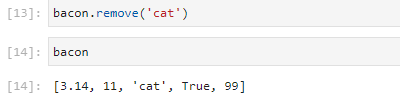 [13]: bacon.remove('cat')
[14]: bacon
[14]: [3.14, 11, 'cat', True, 99]